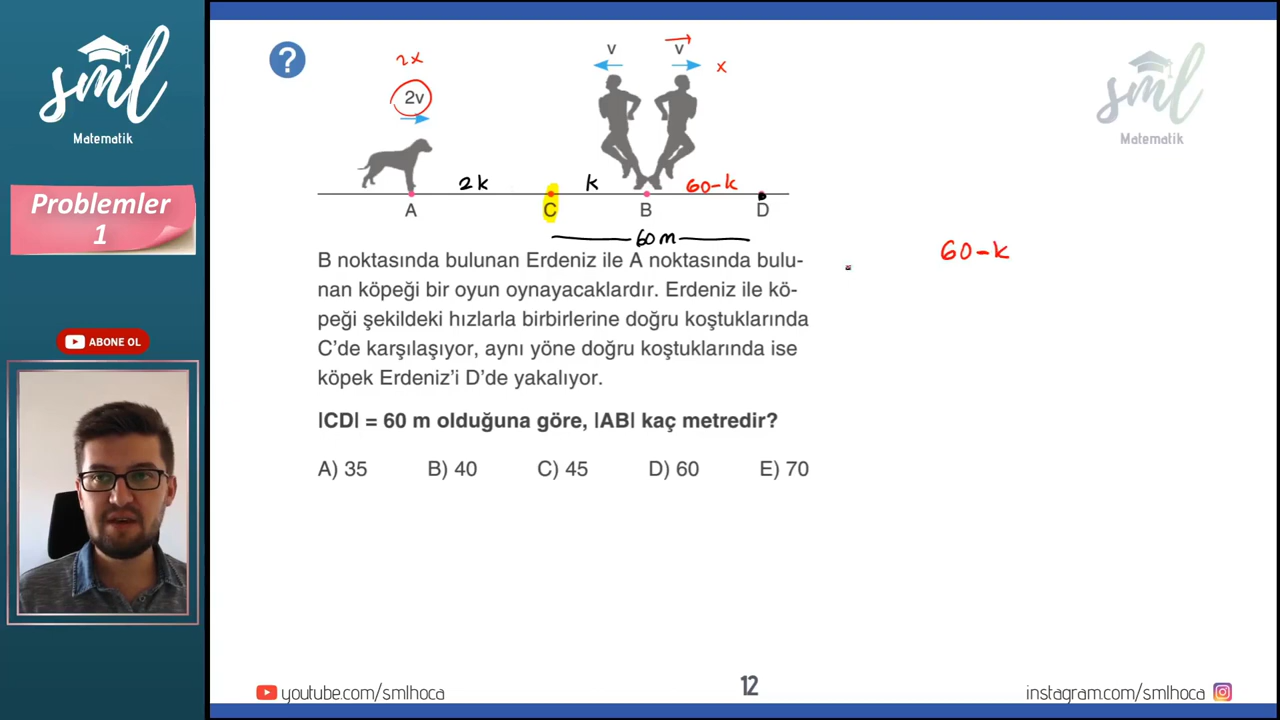 sml
Matematik
Problemler
1
ABONE OL
?
2x
2v
v
v
x
2k
k
60-k
A
C
B
D
60 m
B noktasında bulunan Erdeniz ile A noktasında bulu-
nan köpeği bir oyun oynayacaklardır. Erdeniz ile kö-
peği şekildeki hızlarla birbirlerine doğru koştuklarında
C'de karşılaşıyor, aynı yöne doğru koştuklarında ise
köpek Erdeniz'i D'de yakalıyor.
|CD| = 60 m olduğuna göre, |AB| kaç metredir?
A) 35 B) 40 C) 45 D) 60 E) 70
60-k
sml
Matematik
youtube.com/smlhoca
12
instagram.com/smlhoca